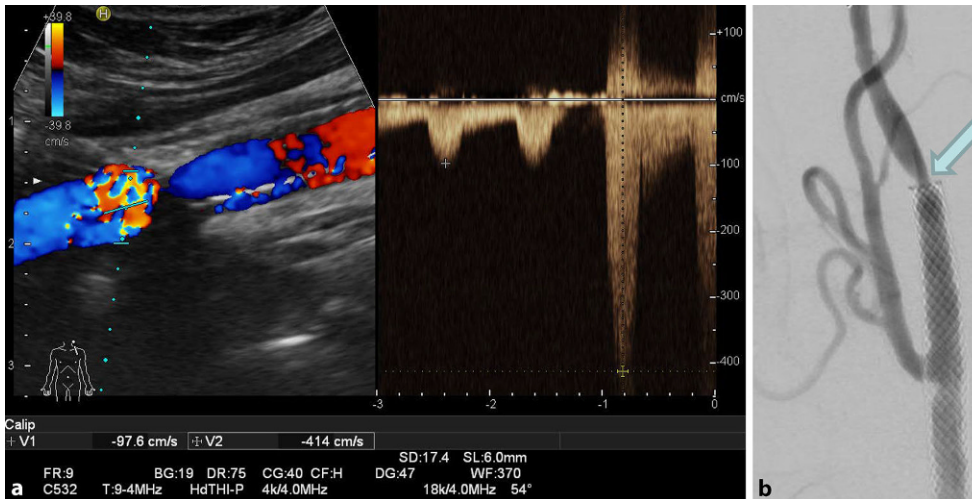 +39.8
H
-39.8
cm/s
1
2
3
+100
cm/s
-100
-200
-300
-400
-3
-2
-1
0
Calip
+ V1 -97.6 cm/s V2 -414 cm/s
SD:17.4 SL:6.0mm
FR:9 BG:19 DR:75 CG:40 CF:H DG:47 WF:370
C532 T:9-4MHz HdTHI-P 4k/4.0MHz 18k/4.0MHz 54°
a
b